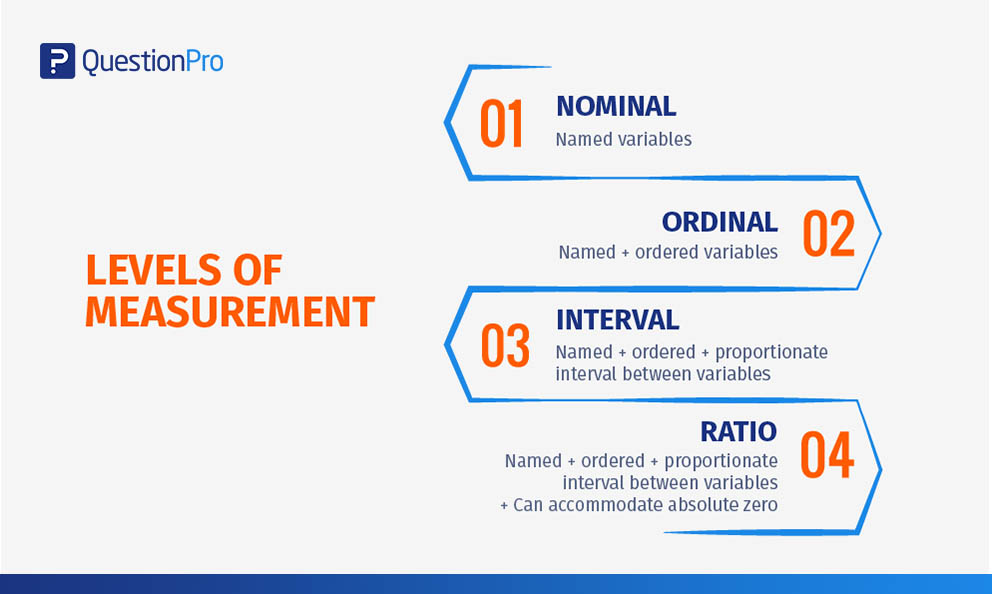 QuestionPro
LEVELS OF
MEASUREMENT
01
NOMINAL
Named variables
ORDINAL
Named + ordered variables
02
03
INTERVAL
Named + ordered + proportionate
interval between variables
RATIO
Named + ordered + proportionate
interval between variables
+ Can accommodate absolute zero
04